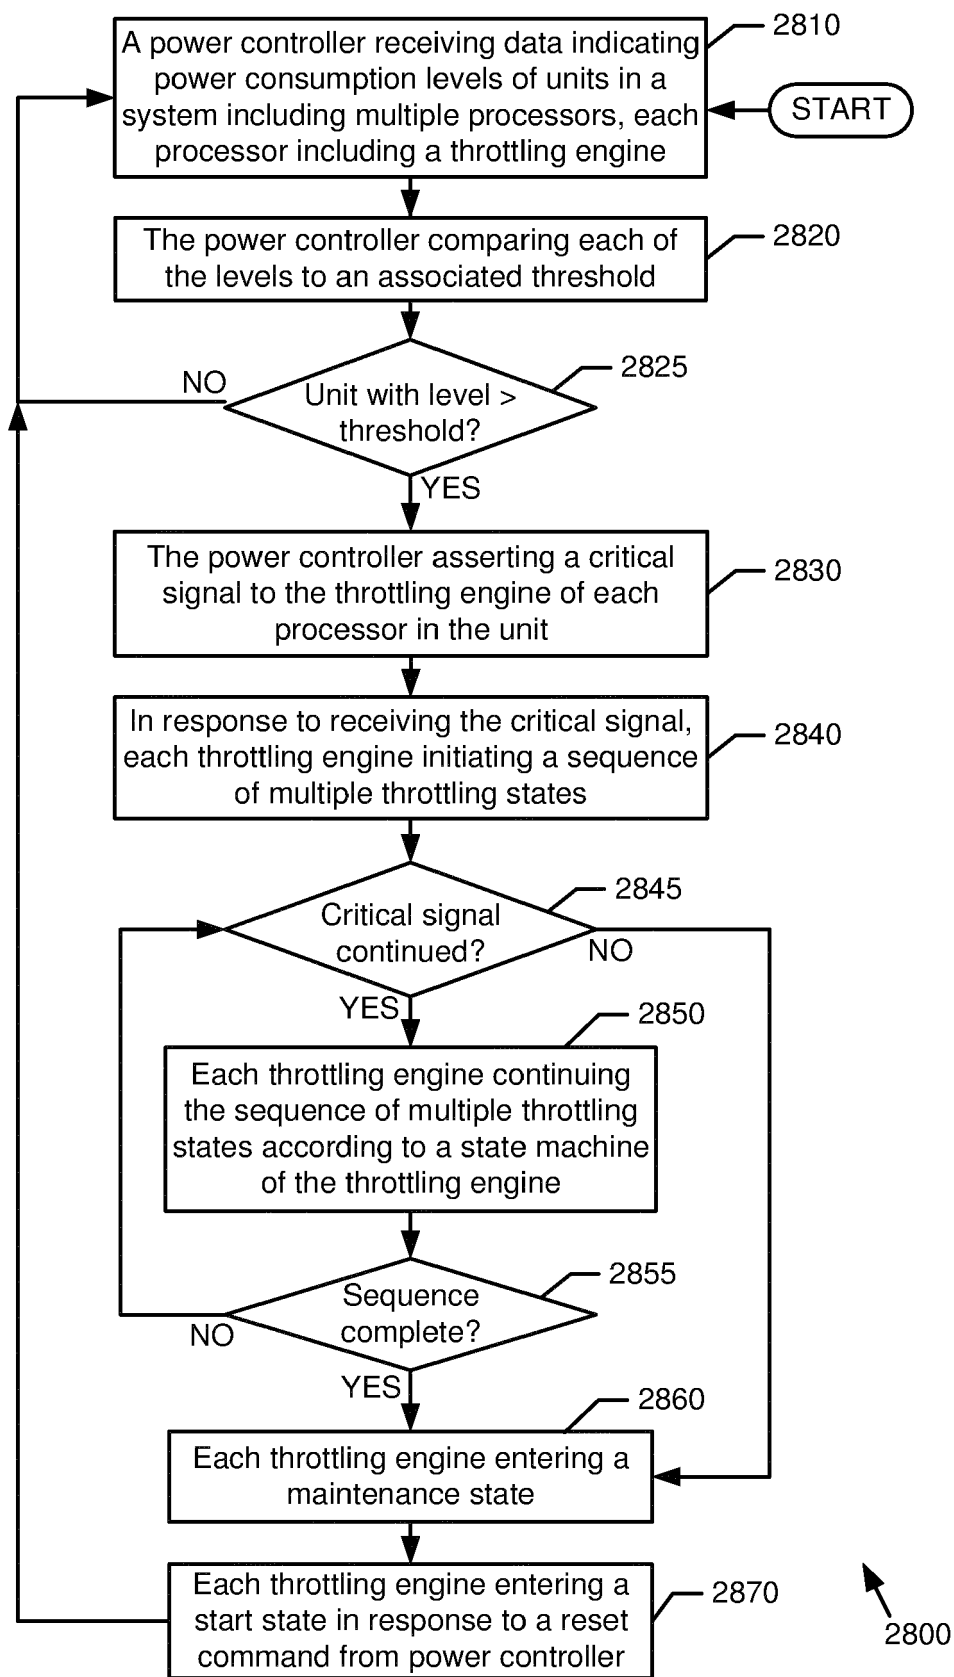 2810
A power controller receiving data indicating
power consumption levels of units in a
system including multiple processors, each
processor including a throttling engine
START
2820
The power controller comparing each of
the levels to an associated threshold
2825
NO
Unit with level >
threshold?
YES
The power controller asserting a critical
signal to the throttling engine of each
processor in the unit
2830
In response to receiving the critical signal,
each throttling engine initiating a sequence
of multiple throttling states
2840
2845
Critical signal
continued?
NO
YES
2850
Each throttling engine continuing
the sequence of multiple throttling
states according to a state machine
of the throttling engine
2855
Sequence
complete?
NO
YES
2860
Each throttling engine entering a
maintenance state
Each throttling engine entering a
start state in response to a reset
command from power controller
2870
2800